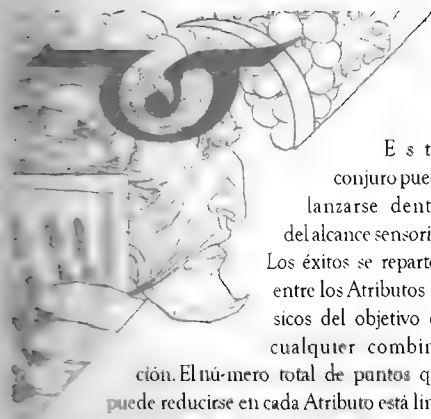 E s t
conjuro pue
lanzarse dent
del alcance sensori
Los éxitos se reparte
entre los Atributos
sicos del objetivo
cualquier combin
ción. El nú-mero total de puntos q
puede reducirse en cada Atributo está lin